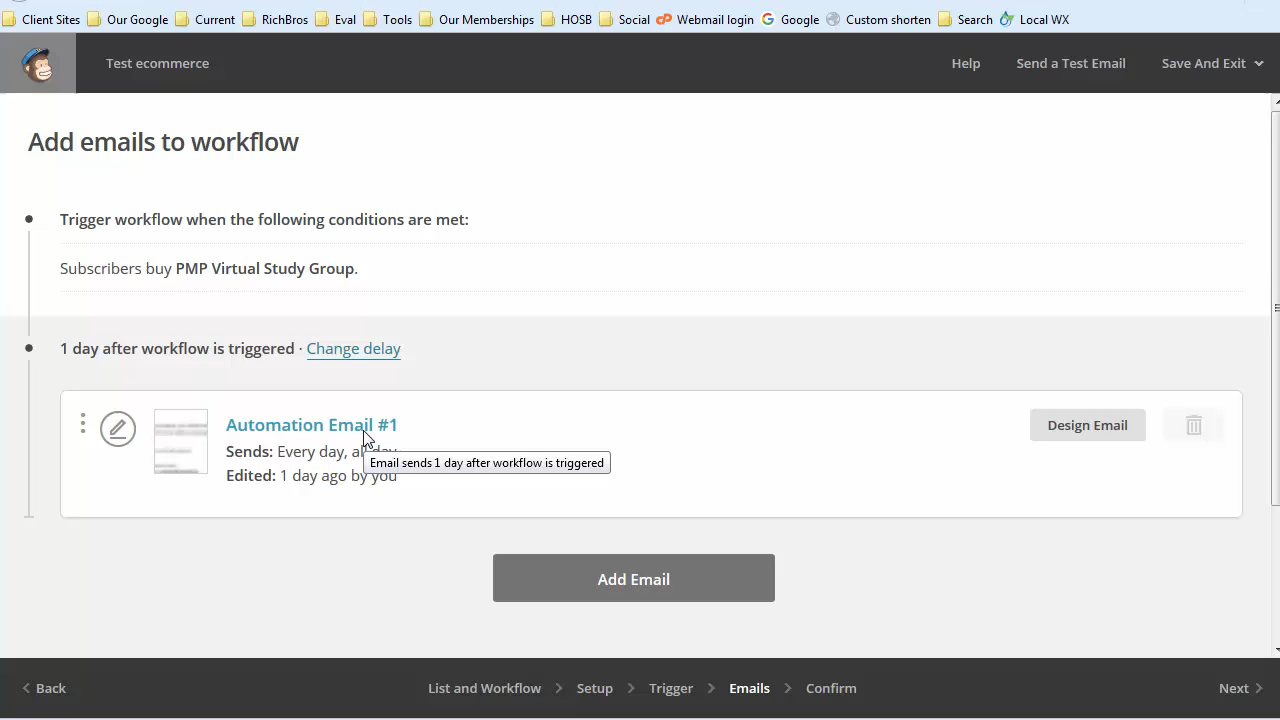 Client Sites Our Google Current RichBros Eval Tools Our Memberships HOSB Social Webmail login Google Custom shorten Search Local WX
Test ecommerce Help Send a Test Email Save And Exit
Add emails to workflow
Trigger workflow when the following conditions are met:
Subscribers buy PMP Virtual Study Group.
1 day after workflow is triggered · Change delay
Automation Email #1 Design Email
Sends: Every day, all day
Email sends 1 day after workflow is triggered
Edited: 1 day ago by you
Add Email
Back List and Workflow Setup Trigger Emails Confirm Next